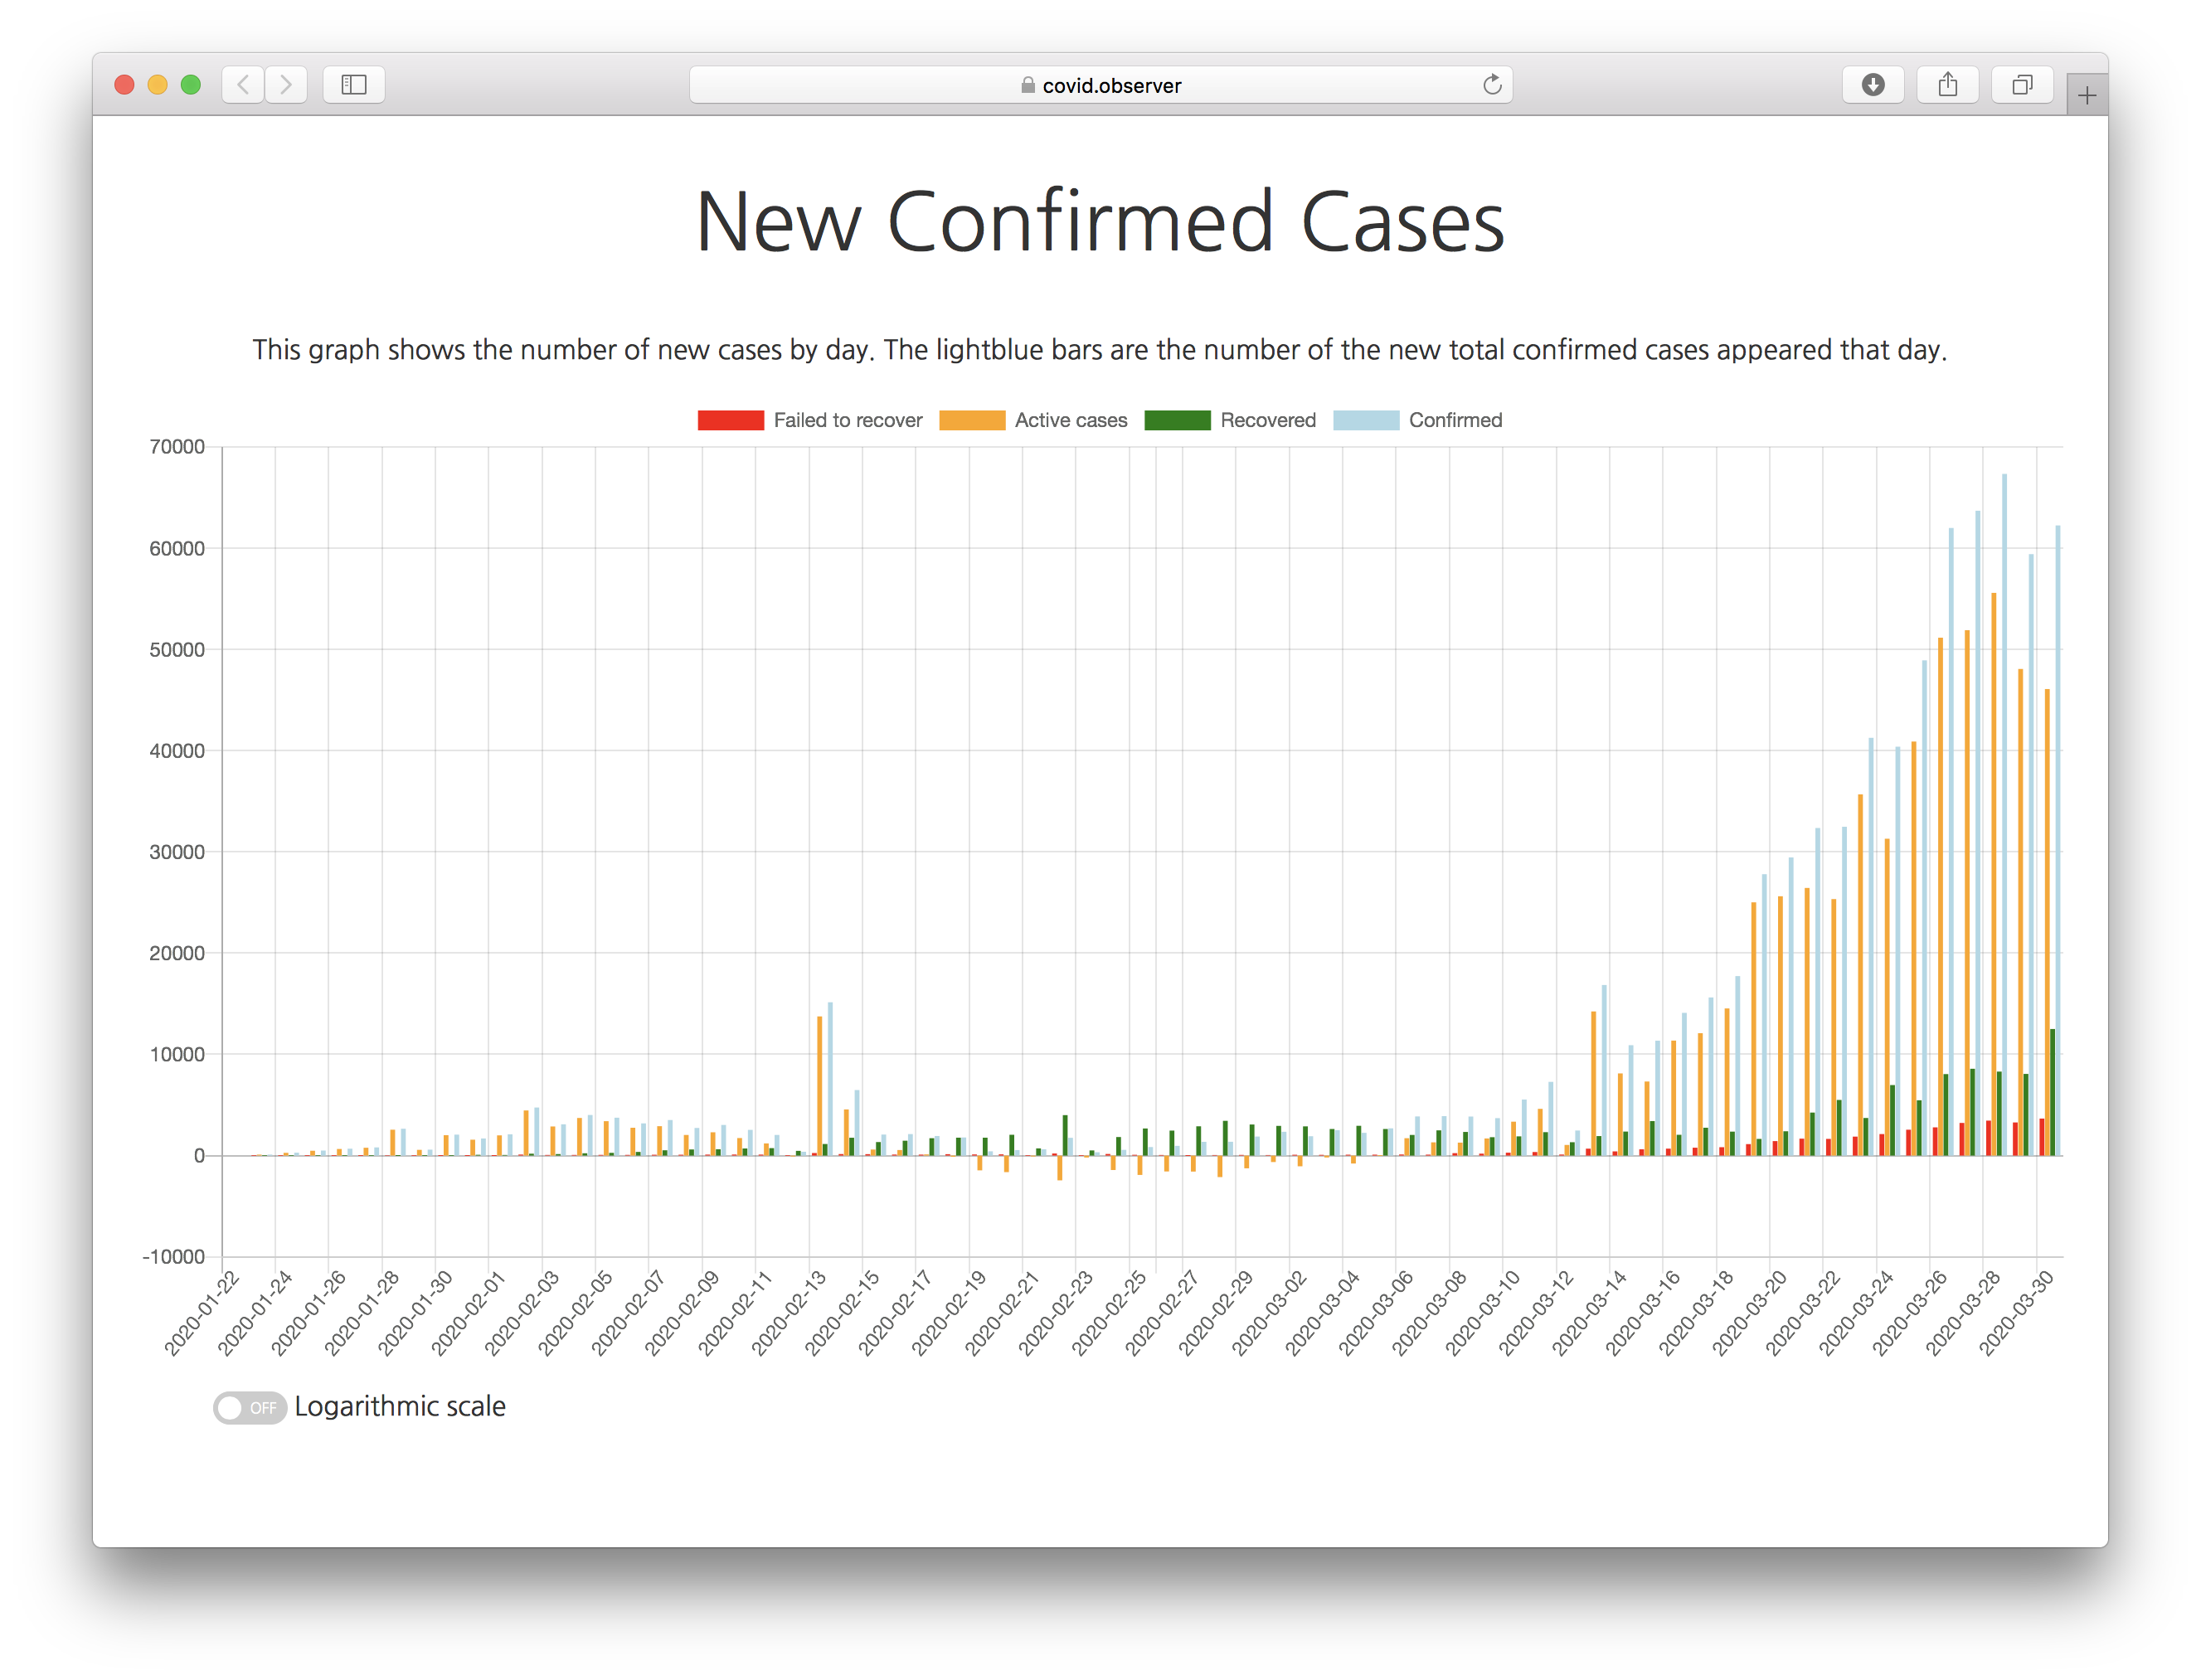 covid.observer
New Confirmed Cases
This graph shows the number of new cases by day. The lightblue bars are the number of the new total confirmed cases appeared that day.
Failed to recover Active cases Recovered Confirmed
70000
60000
50000
40000
30000
20000
10000
0
-10000
2020-01-22 2020-01-24 2020-01-26 2020-01-28 2020-01-30 2020-02-01 2020-02-03 2020-02-05 2020-02-07 2020-02-09 2020-02-11 2020-02-13 2020-02-15 2020-02-17 2020-02-19 2020-02-21 2020-02-23 2020-02-25 2020-02-27 2020-02-29 2020-03-02 2020-03-04 2020-03-06 2020-03-08 2020-03-10 2020-03-12 2020-03-14 2020-03-16 2020-03-18 2020-03-20 2020-03-22 2020-03-24 2020-03-26 2020-03-28 2020-03-30
OFF Logarithmic scale